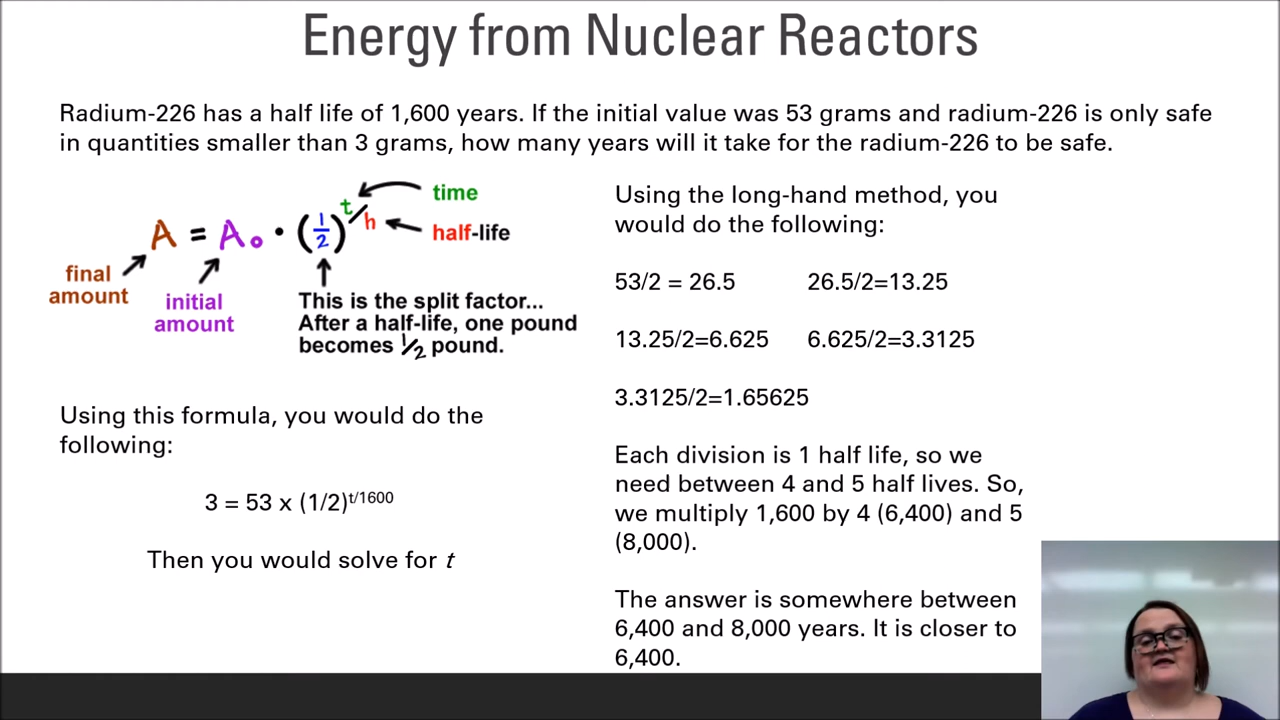 Energy from Nuclear Reactors
Radium-226 has a half life of 1,600 years. If the initial value was 53 grams and radium-226 is only safe
in quantities smaller than 3 grams, how many years will it take for the radium-226 to be safe.
time
A = A₀ · (1/2)^t/h
half-life
final
amount
initial
amount
This is the split factor...
After a half-life, one pound
becomes 1/2 pound.
Using this formula, you would do the
following:
3 = 53 x (1/2)^t/1600
Then you would solve for t
Using the long-hand method, you
would do the following:
53/2 = 26.5 26.5/2=13.25
13.25/2=6.625 6.625/2=3.3125
3.3125/2=1.65625
Each division is 1 half life, so we
need between 4 and 5 half lives. So,
we multiply 1,600 by 4 (6,400) and 5
(8,000).
The answer is somewhere between
6,400 and 8,000 years. It is closer to
6,400.